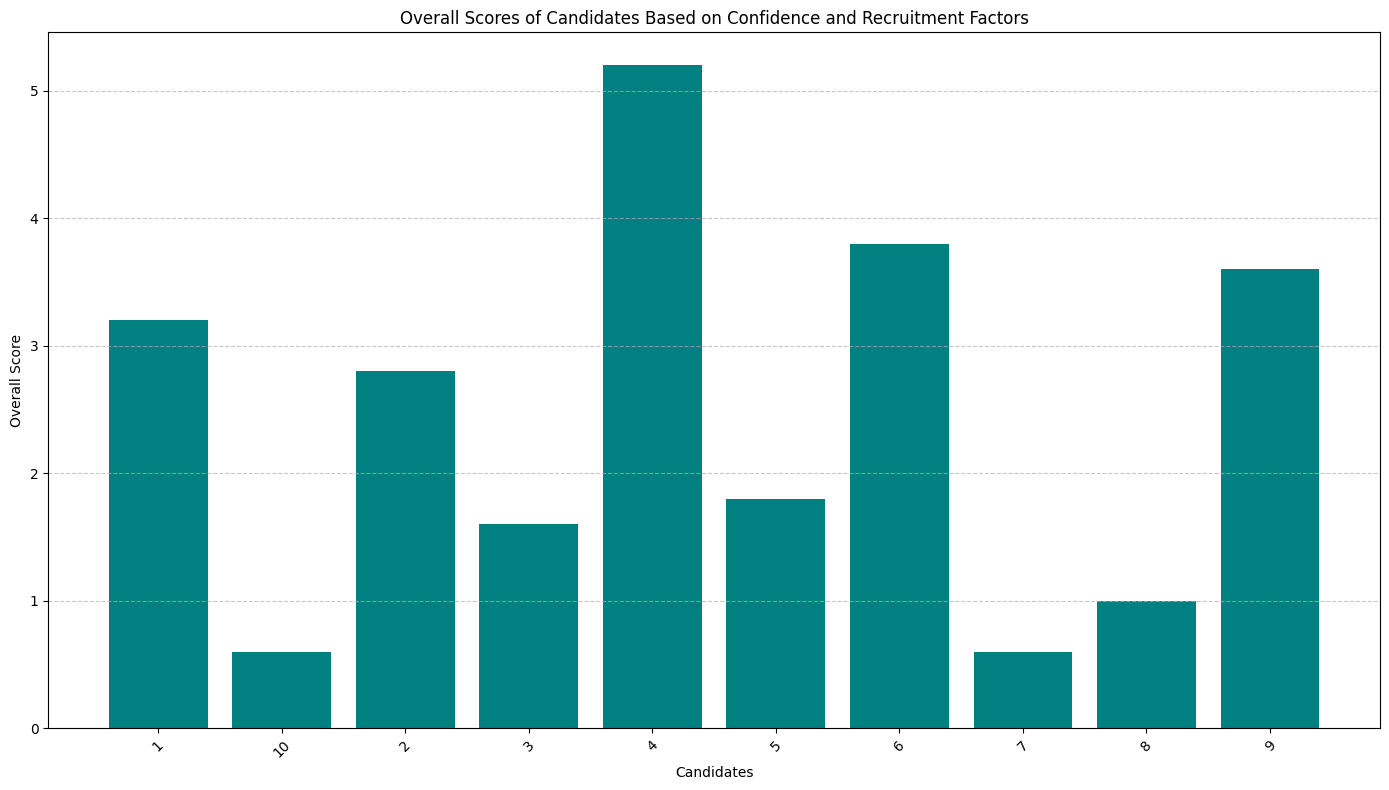 Overall Scores of Candidates Based on Confidence and Recruitment Factors
Overall Score
5
4
3
2
1
0
1 10 2 3 4 5 6 7 8 9
Candidates